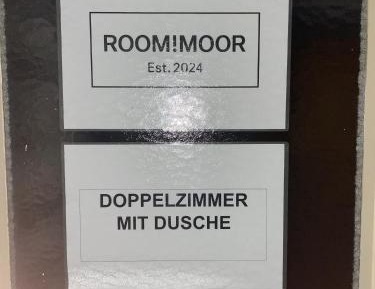 ROOM!MOOR
Est. 2024
DOPPELZIMMER
MIT DUSCHE